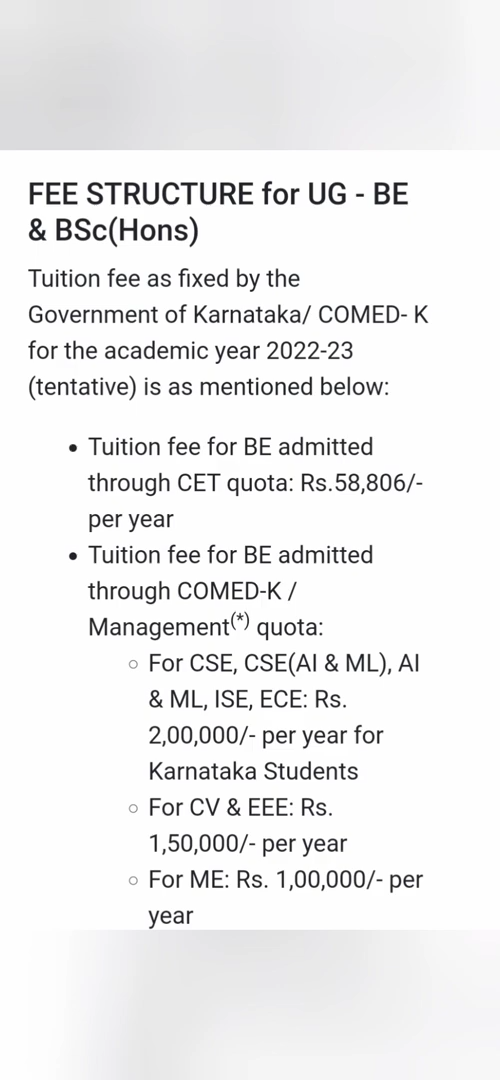 FEE STRUCTURE for UG - BE
& BSc(Hons)
Tuition fee as fixed by the
Government of Karnataka/ COMED- K
for the academic year 2022-23
(tentative) is as mentioned below:
• Tuition fee for BE admitted
through CET quota: Rs.58,806/-
per year
• Tuition fee for BE admitted
through COMED-K /
Management(*) quota:
○ For CSE, CSE(AI & ML), AI
& ML, ISE, ECE: Rs.
2,00,000/- per year for
Karnataka Students
○ For CV & EEE: Rs.
1,50,000/- per year
○ For ME: Rs. 1,00,000/- per
year